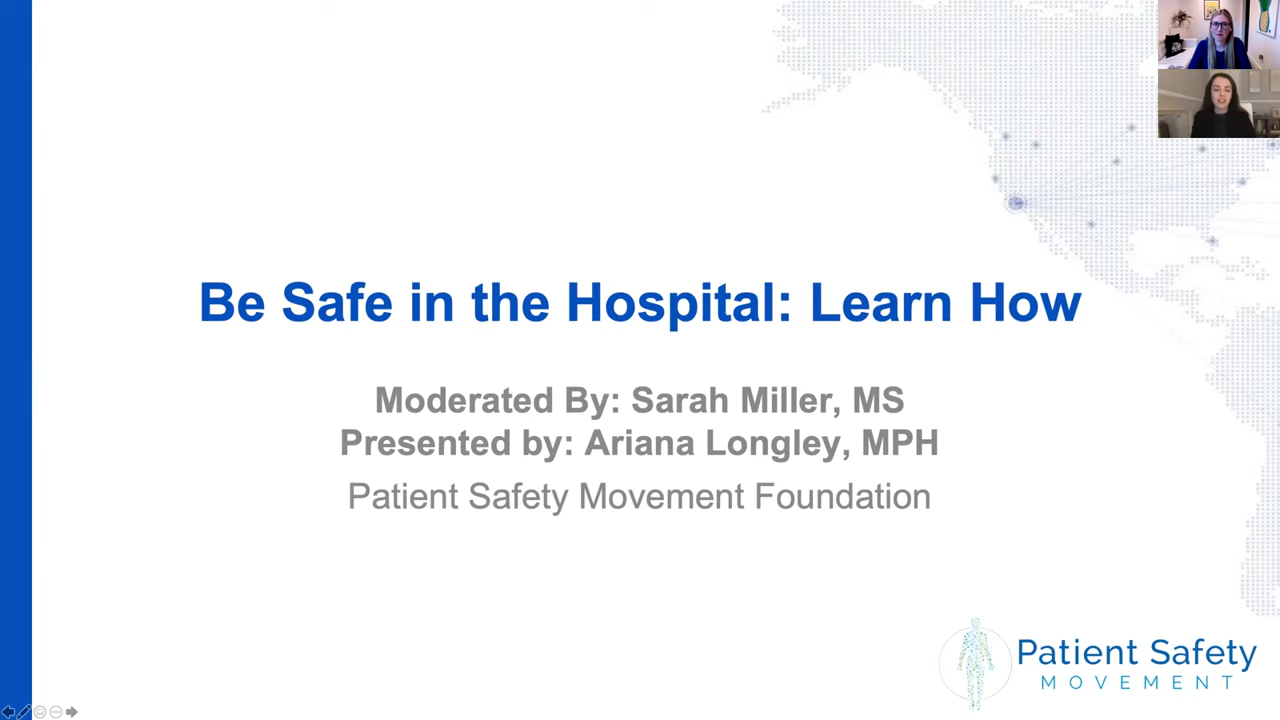 Be Safe in the Hospital: Learn How
Moderated By: Sarah Miller, MS
Presented by: Ariana Longley, MPH
Patient Safety Movement Foundation
Patient Safety
MOVEMENT